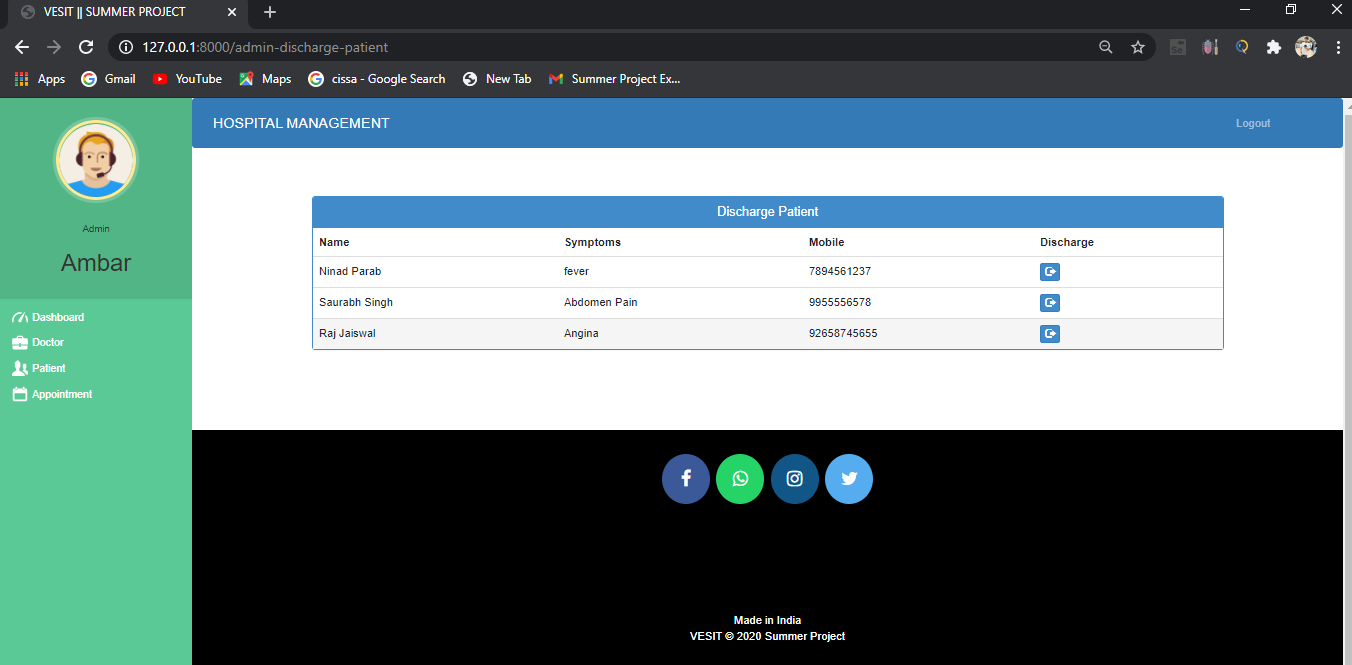 VESIT || SUMMER PROJECT
127.0.0.1:8000/admin-discharge-patient
Apps Gmail YouTube Maps cissa - Google Search New Tab Summer Project Ex...
HOSPITAL MANAGEMENT Logout
Admin
Ambar
Dashboard
Doctor
Patient
Appointment
Discharge Patient
Name Symptoms Mobile Discharge
Ninad Parab fever 7894561237
Saurabh Singh Abdomen Pain 9955556578
Raj Jaiswal Angina 92658745655
Made in India
VESIT © 2020 Summer Project